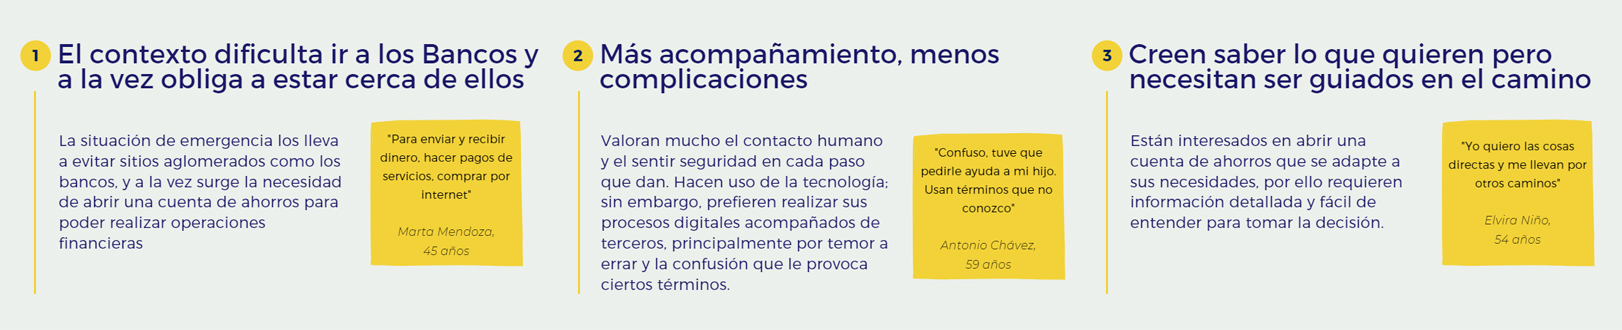 1
El contexto dificulta ir a los Bancos y
a la vez obliga a estar cerca de ellos
La situación de emergencia los lleva
a evitar sitios aglomerados como los
bancos, y a la vez surge la necesidad
de abrir una cuenta de ahorros para
poder realizar operaciones
financieras
"Para enviar y recibir
dinero, hacer pagos de
servicios, comprar por
internet"
Marta Mendoza,
45 años
2
Más acompañamiento, menos
complicaciones
Valoran mucho el contacto humano
y el sentir seguridad en cada paso
que dan. Hacen uso de la tecnología;
sin embargo, prefieren realizar sus
procesos digitales acompañados de
terceros, principalmente por temor a
errar y la confusión que le provoca
ciertos términos.
"Confuso, tuve que
pedirle ayuda a mi hijo.
Usan términos que no
conozco"
Antonio Chávez,
59 años
3
Creen saber lo que quieren pero
necesitan ser guiados en el camino
Están interesados en abrir una
cuenta de ahorros que se adapte a
sus necesidades, por ello requieren
información detallada y fácil de
entender para tomar la decisión.
"Yo quiero las cosas
directas y me llevan por
otros caminos"
Elvira Niño,
54 años